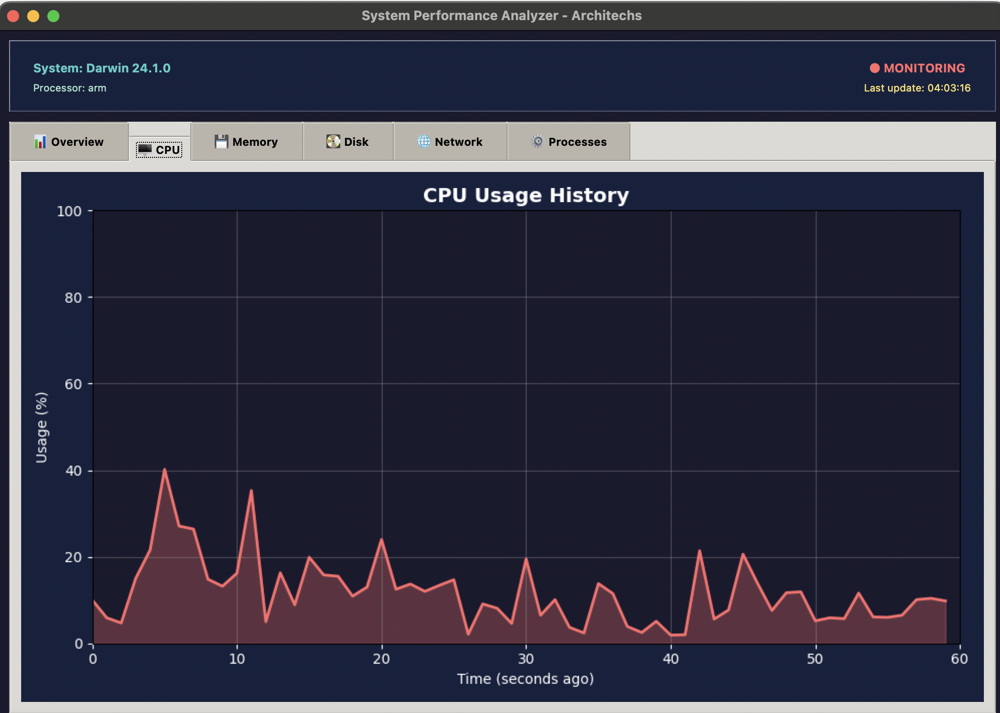 System Performance Analyzer - Architechs
System: Darwin 24.1.0
MONITORING
Processor: arm
Last update: 04:03:16
Overview
CPU
Memory
Disk
Network
Processes
CPU Usage History
100
80
60
40
20
0
Usage (%)
0 10 20 30 40 50 60
Time (seconds ago)